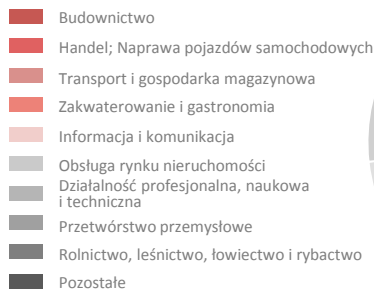 Budownictwo
Handel; Naprawa pojazdów samochodowych
Transport i gospodarka magazynowa
Zakwaterowanie i gastronomia
Informacja i komunikacja
Obsługa rynku nieruchomości
Działalność profesjonalna, naukowa
i techniczna
Przetwórstwo przemysłowe
Rolnictwo, leśnictwo, łowiectwo i rybactwo
Pozostałe